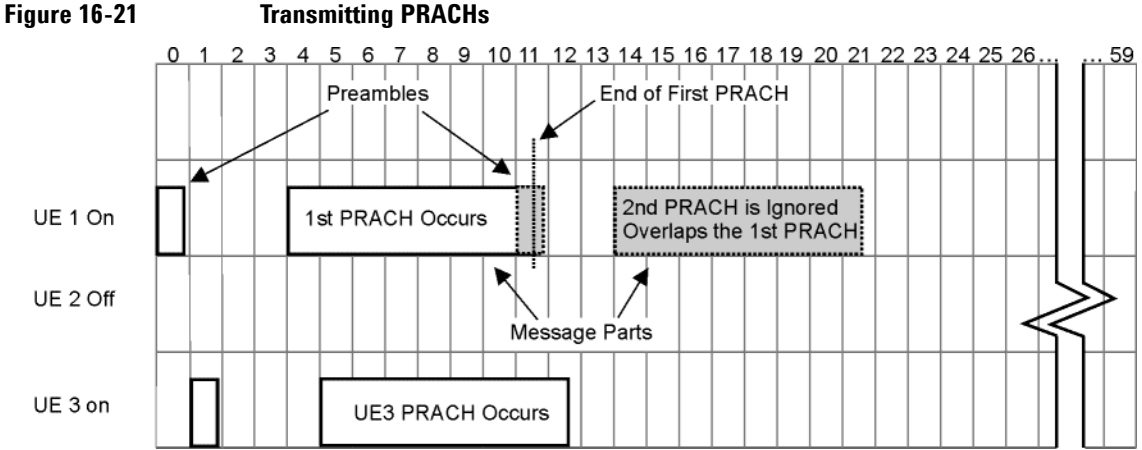 Figure 16-21 Transmitting PRACHs
0 1 2 3 4 5 6 7 8 9 10 11 12 13 14 15 16 17 18 19 20 21 22 23 24 25 26... ... 59
Preambles
End of First PRACH
UE 1 On
1st PRACH Occurs
2nd PRACH is Ignored
Overlaps the 1st PRACH
UE 2 Off
Message Parts
UE 3 on
UE3 PRACH Occurs